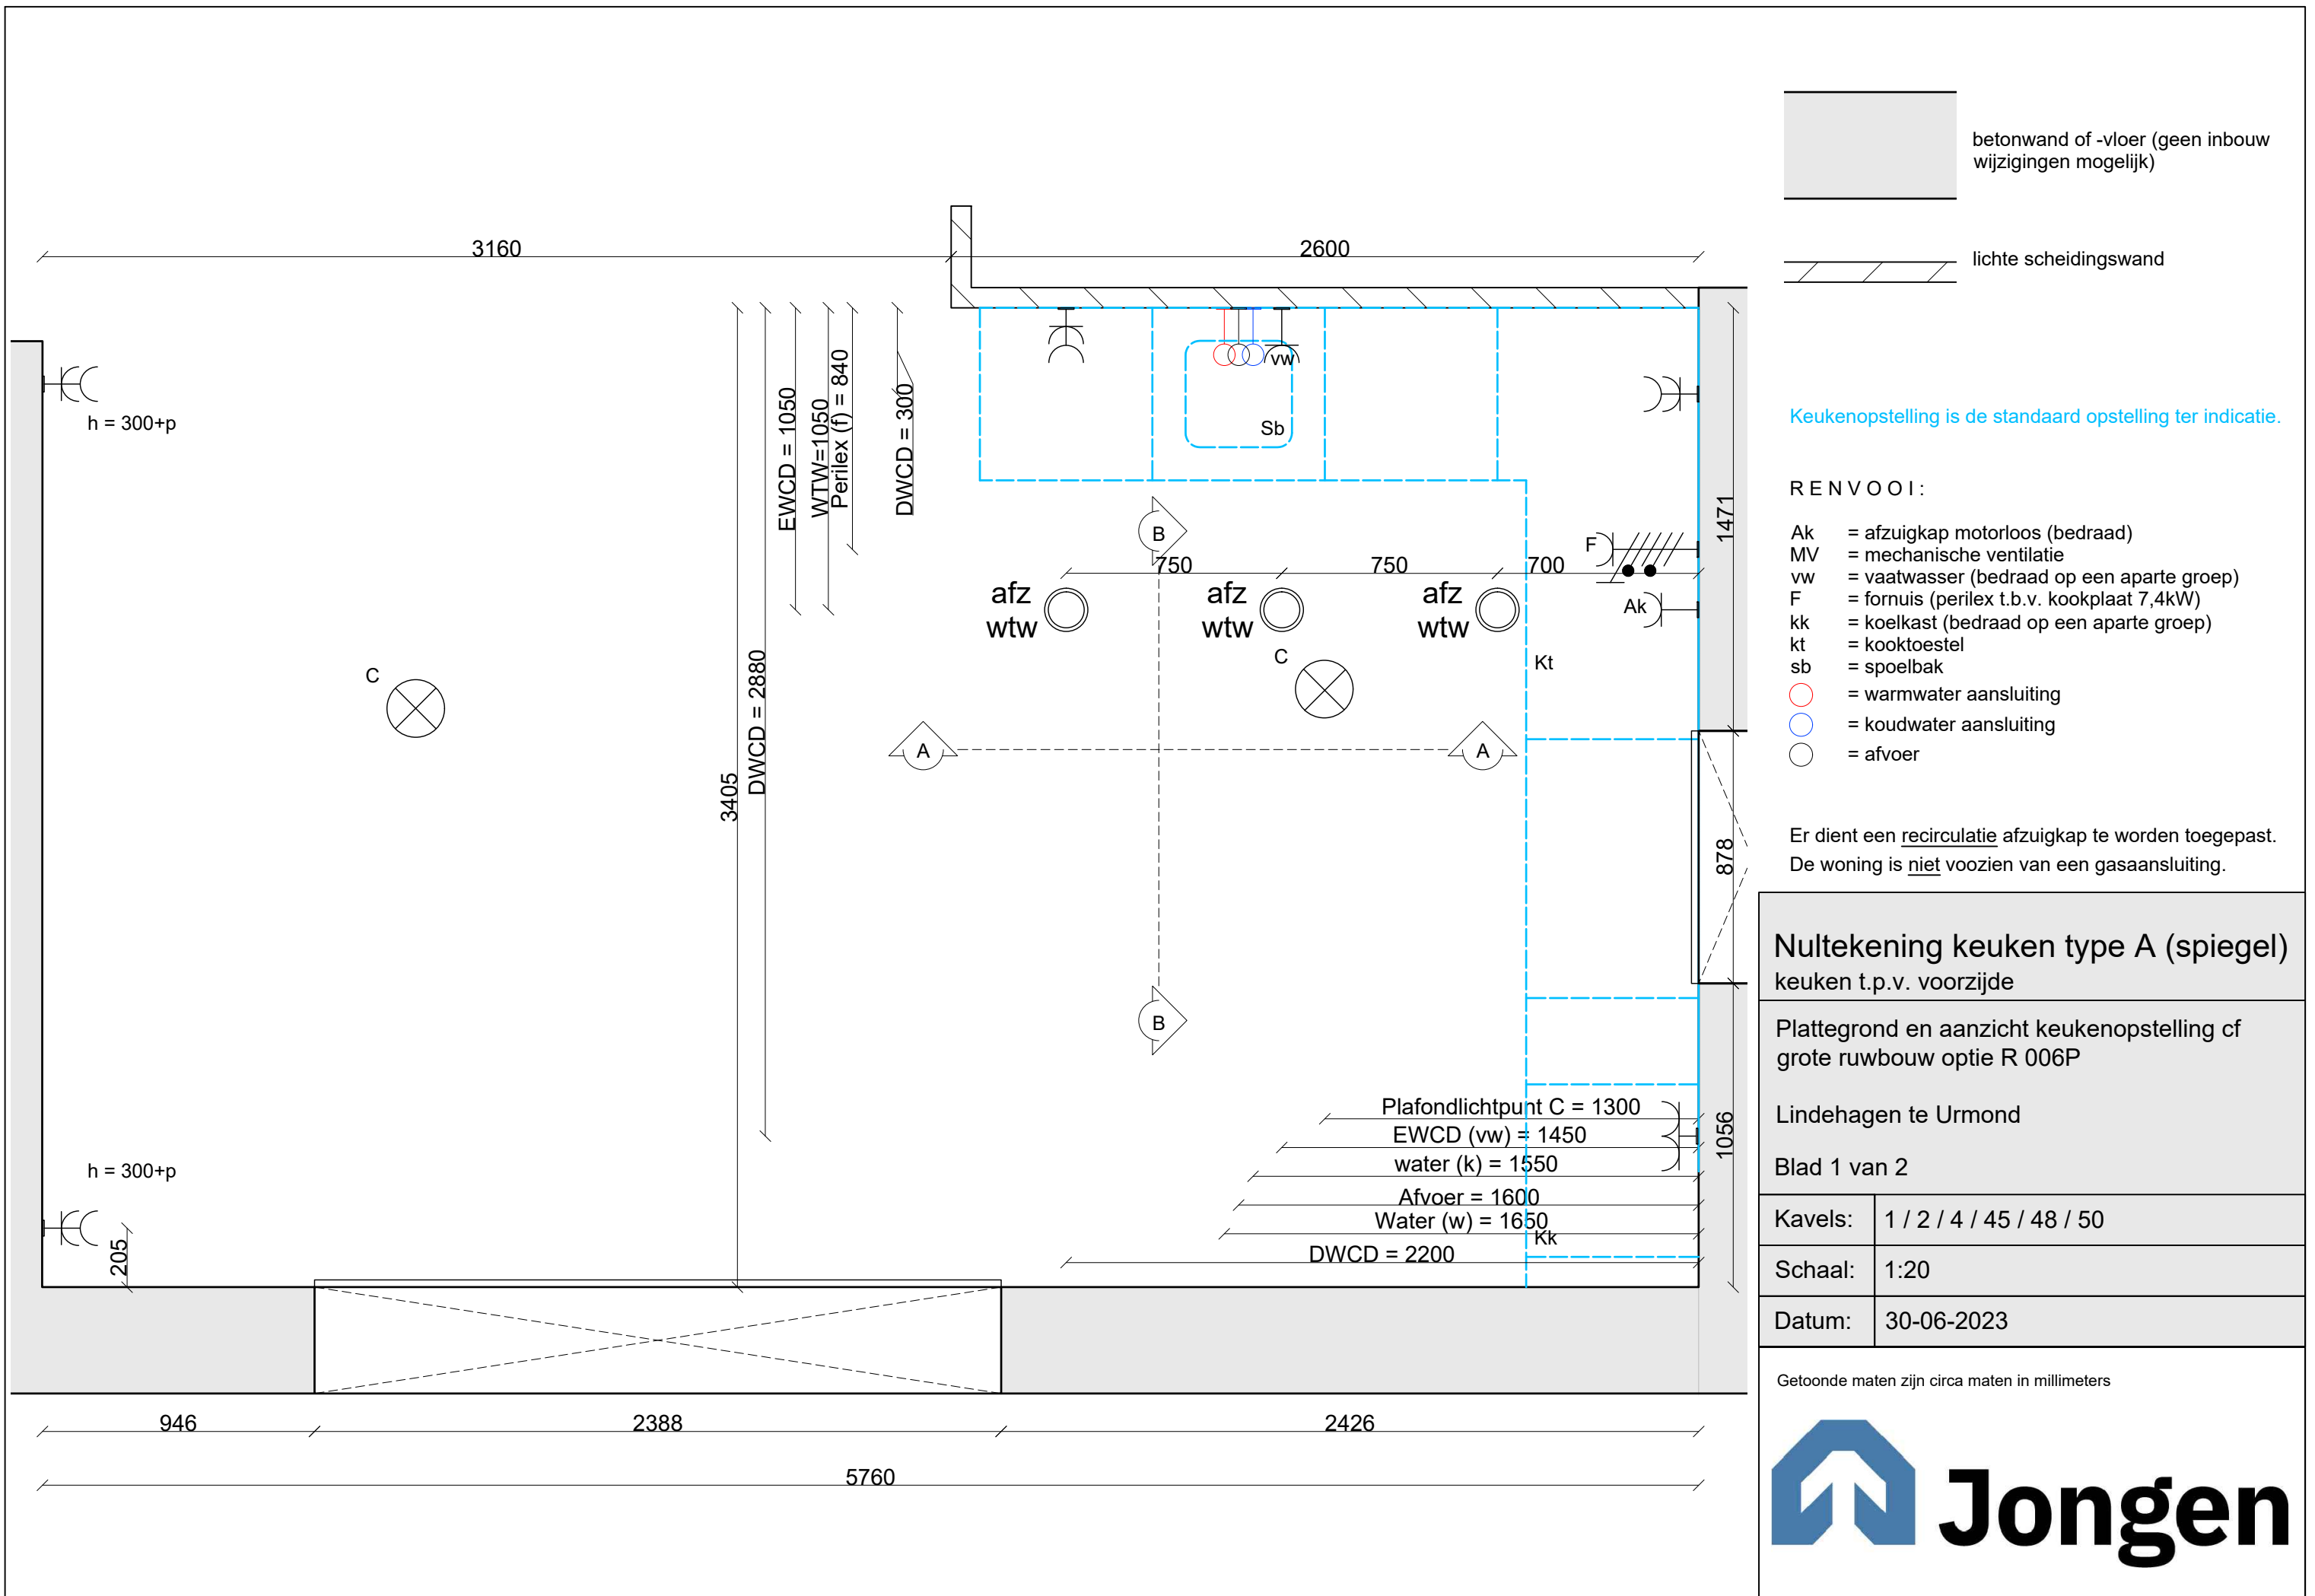 3160
2600
h = 300+p
EWCD = 1050
WTW=1050
Perilex (f) = 840
DWCD = 300
vw
Sb
1471
B
F
750
750
700
afz
wtw
afz
wtw
afz
wtw
Ak
C
C
Kt
DWCD = 2880
3405
A
A
878
B
Plafondlichtpunt C = 1300
EWCD (vw) = 1450
water (k) = 1550
Afvoer = 1600
Water (w) = 1650
DWCD = 2200
Kk
1056
h = 300+p
205
946
2388
2426
5760
betonwand of -vloer (geen inbouw
wijzigingen mogelijk)
lichte scheidingswand
Keukenopstelling is de standaard opstelling ter indicatie.
RENVOOI:
Ak = afzuigkap motorloos (bedraad)
MV = mechanische ventilatie
vw = vaatwasser (bedraad op een aparte groep)
F = fornuis (perilex t.b.v. kookplaat 7,4kW)
kk = koelkast (bedraad op een aparte groep)
kt = kooktoestel
sb = spoelbak
= warmwater aansluiting
= koudwater aansluiting
= afvoer
Er dient een recirculatie afzuigkap te worden toegepast.
De woning is niet voozien van een gasaansluiting.
Nultekening keuken type A (spiegel)
keuken t.p.v. voorzijde
Plattegrond en aanzicht keukenopstelling cf
grote ruwbouw optie R 006P
Lindehagen te Urmond
Blad 1 van 2
Kavels: 1 / 2 / 4 / 45 / 48 / 50
Schaal: 1:20
Datum: 30-06-2023
Getoonde maten zijn circa maten in millimeters
Jongen